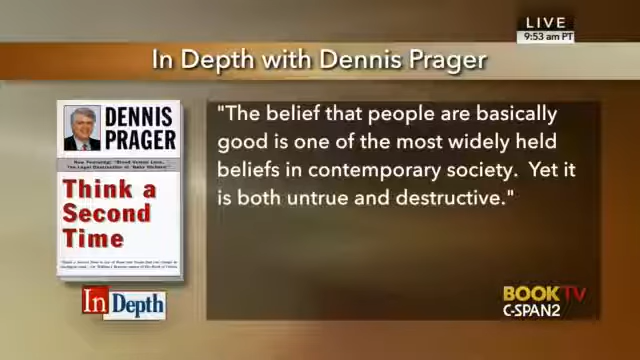 LIVE
9:53 am PT
In Depth with Dennis Prager
DENNIS
PRAGER
Think a
Second
Time
"The belief that people are basically
good is one of the most widely held
beliefs in contemporary society. Yet it
is both untrue and destructive."
In Depth
BOOKTV
C-SPAN2